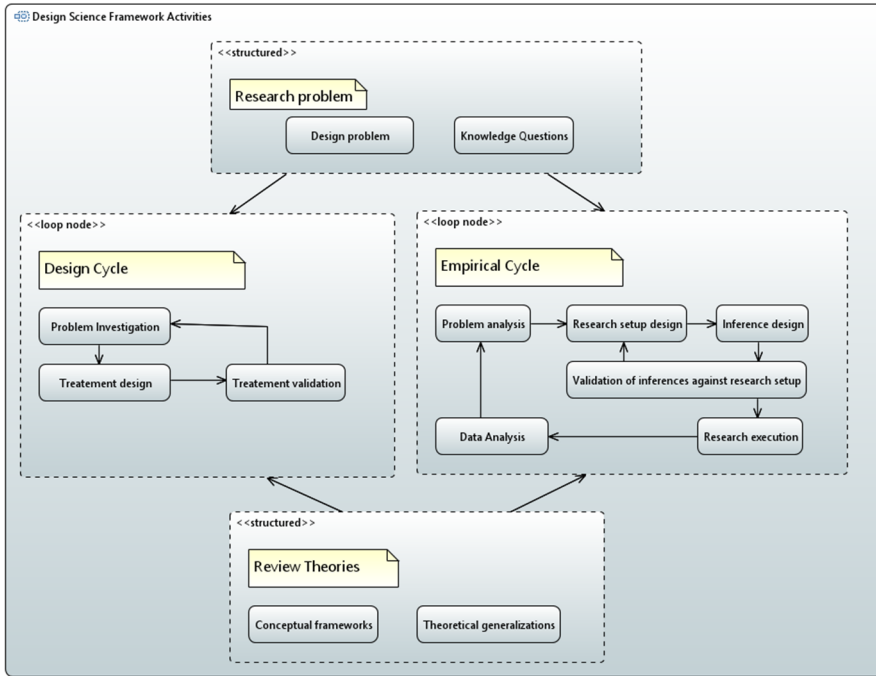 Design Science Framework Activities
<<structured>>
Research problem
Design problem
Knowledge Questions
<<loop node>>
Design Cycle
Problem Investigation
Treatement design
Treatement validation
<<loop node>>
Empirical Cycle
Problem analysis
Research setup design
Inference design
Validation of inferences against research setup
Data Analysis
Research execution
<<structured>>
Review Theories
Conceptual frameworks
Theoretical generalizations